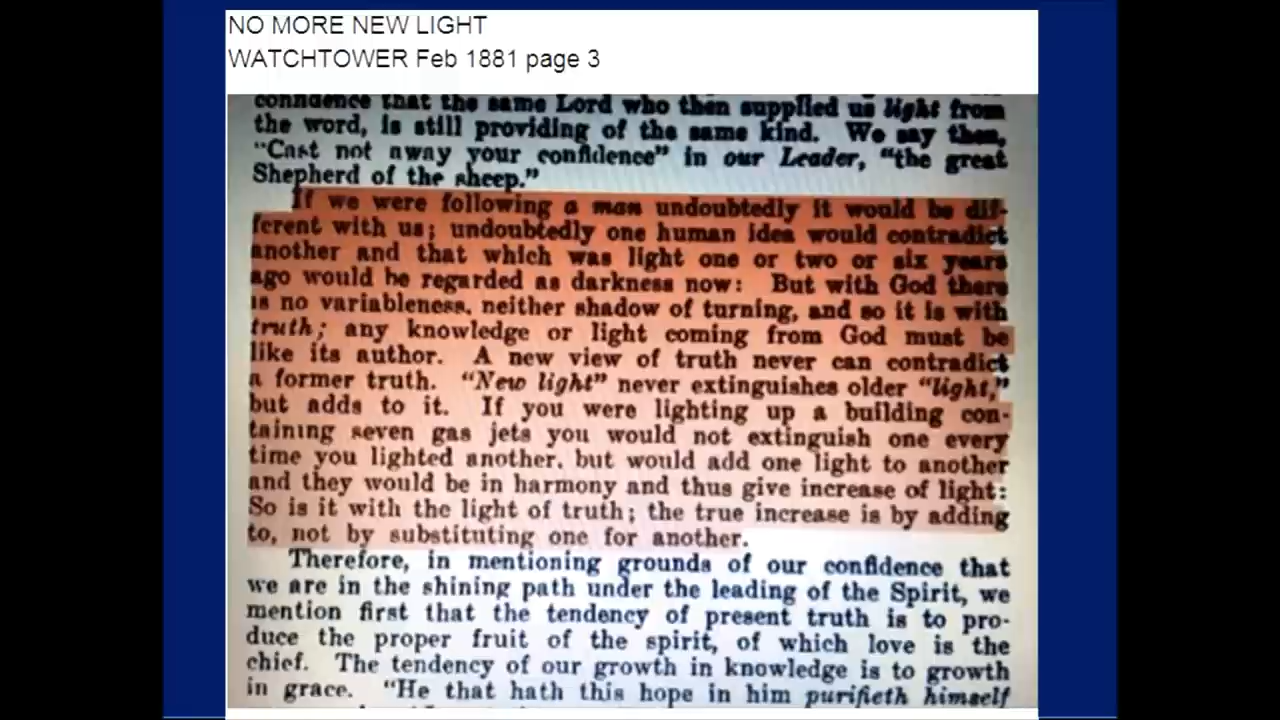 NO MORE NEW LIGHT
WATCHTOWER Feb 1881 page 3
confidence that the same Lord who then supplied us light from
the word, is still providing of the same kind. We say then,
"Cast not away your confidence" in our Leader, "the great
Shepherd of the sheep."
If we were following a man undoubtedly it would be dif-
ferent with us; undoubtedly one human idea would contradict
another and that which was light one or two or six years
ago would be regarded as darkness now: But with God there
is no variableness, neither shadow of turning, and so it is with
truth; any knowledge or light coming from God must be
like its author. A new view of truth never can contradict
a former truth. "New light" never extinguishes older "light,"
but adds to it. If you were lighting up a building con-
taining seven gas jets you would not extinguish one every
time you lighted another, but would add one light to another
and they would be in harmony and thus give increase of light:
So is it with the light of truth; the true increase is by adding
to, not by substituting one for another.
Therefore, in mentioning grounds of our confidence that
we are in the shining path under the leading of the Spirit, we
mention first that the tendency of present truth is to pro-
duce the proper fruit of the spirit, of which love is the
chief. The tendency of our growth in knowledge is to growth
in grace. "He that hath this hope in him purifieth himself